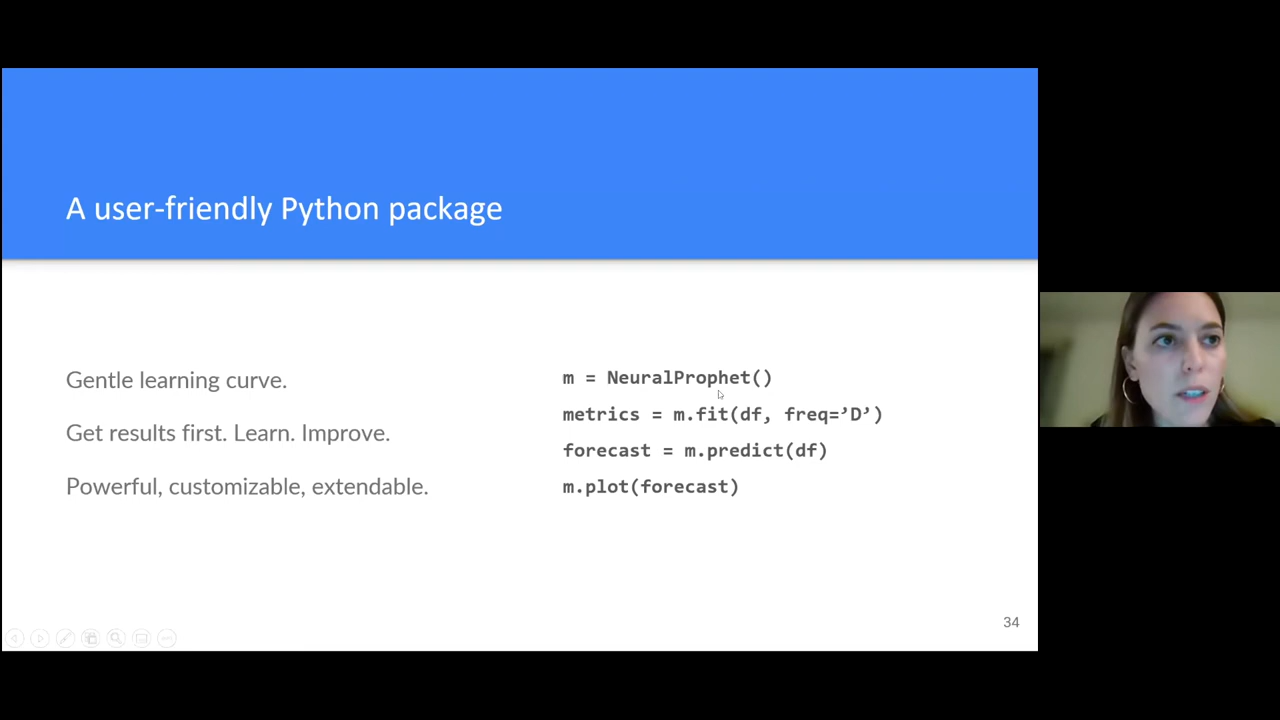 A user-friendly Python package
Gentle learning curve.
Get results first. Learn. Improve.
Powerful, customizable, extendable.
m = NeuralProphet()
metrics = m.fit(df, freq=’D’)
forecast = m.predict(df)
m.plot(forecast)
34